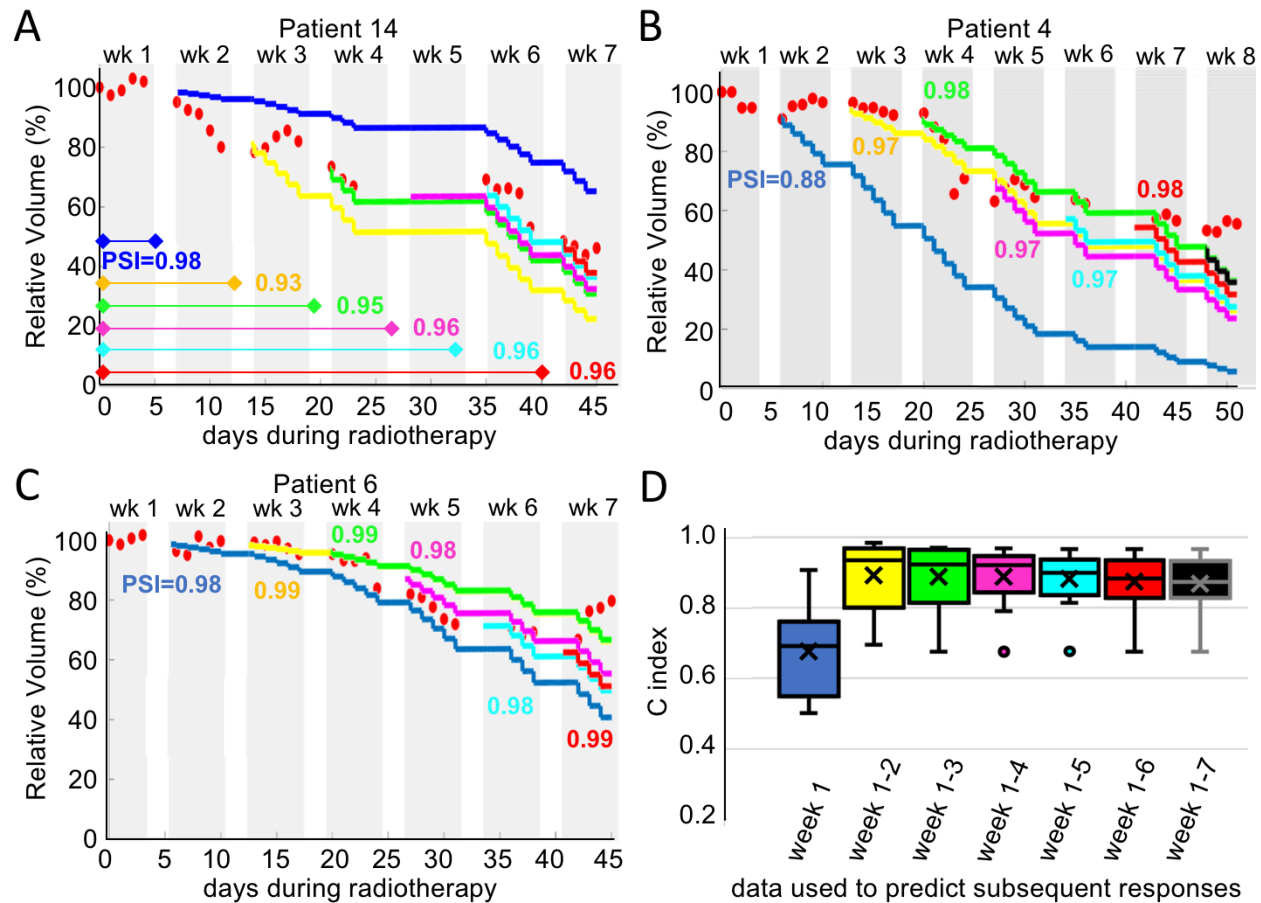 A
Patient 14
wk 1 wk 2 wk 3 wk 4 wk 5 wk 6 wk 7
Relative Volume (%)
100
80
60
40
20
0
PSI=0.98
0.93
0.95
0.96
0.96
0.96
0 5 10 15 20 25 30 35 40 45
days during radiotherapy
B
Patient 4
wk 1 wk 2 wk 3 wk 4 wk 5 wk 6 wk 7 wk 8
Relative Volume (%)
100
80
60
40
20
0
PSI=0.88
0.97
0.98
0.97
0.97
0.98
0 5 10 15 20 25 30 35 40 45 50
days during radiotherapy
C
Patient 6
wk 1 wk 2 wk 3 wk 4 wk 5 wk 6 wk 7
Relative Volume (%)
100
80
60
40
20
0
PSI=0.98
0.99
0.99
0.98
0.98
0.99
0 5 10 15 20 25 30 35 40 45
days during radiotherapy
D
C index
1.0
0.8
0.6
0.4
0.2
week 1
week 1-2
week 1-3
week 1-4
week 1-5
week 1-6
week 1-7
data used to predict subsequent responses